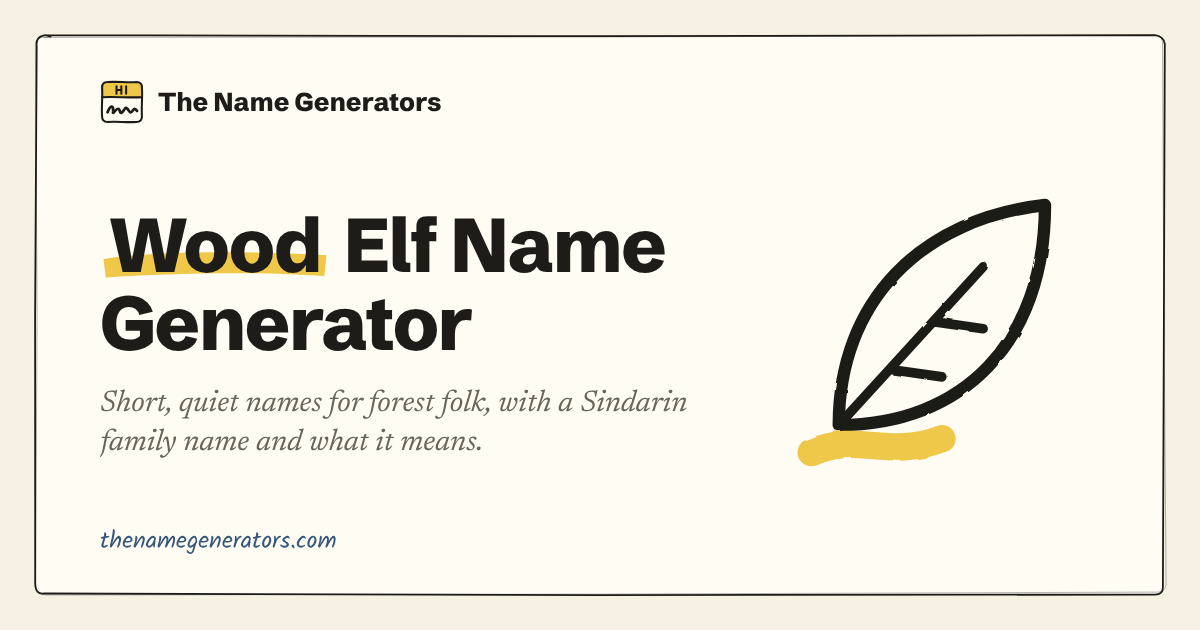 HI
The Name Generators
Wood Elf Name
Generator
Short, quiet names for forest folk, with a Sindarin
family name and what it means.
thenamegenerators.com